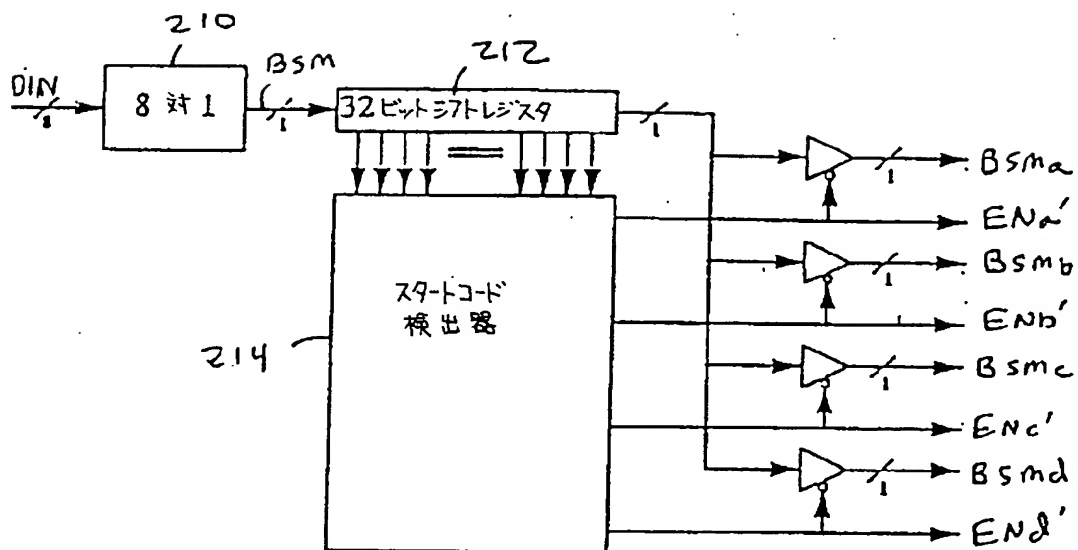 210
DIN
8
8 対 1
BSM
1
212
32ビットシフトレジスタ
1
スタートコード
検出器
214
BSMa
1
ENa'
BSMb
1
ENb'
BSMc
1
ENc'
BSMd
1
ENd'